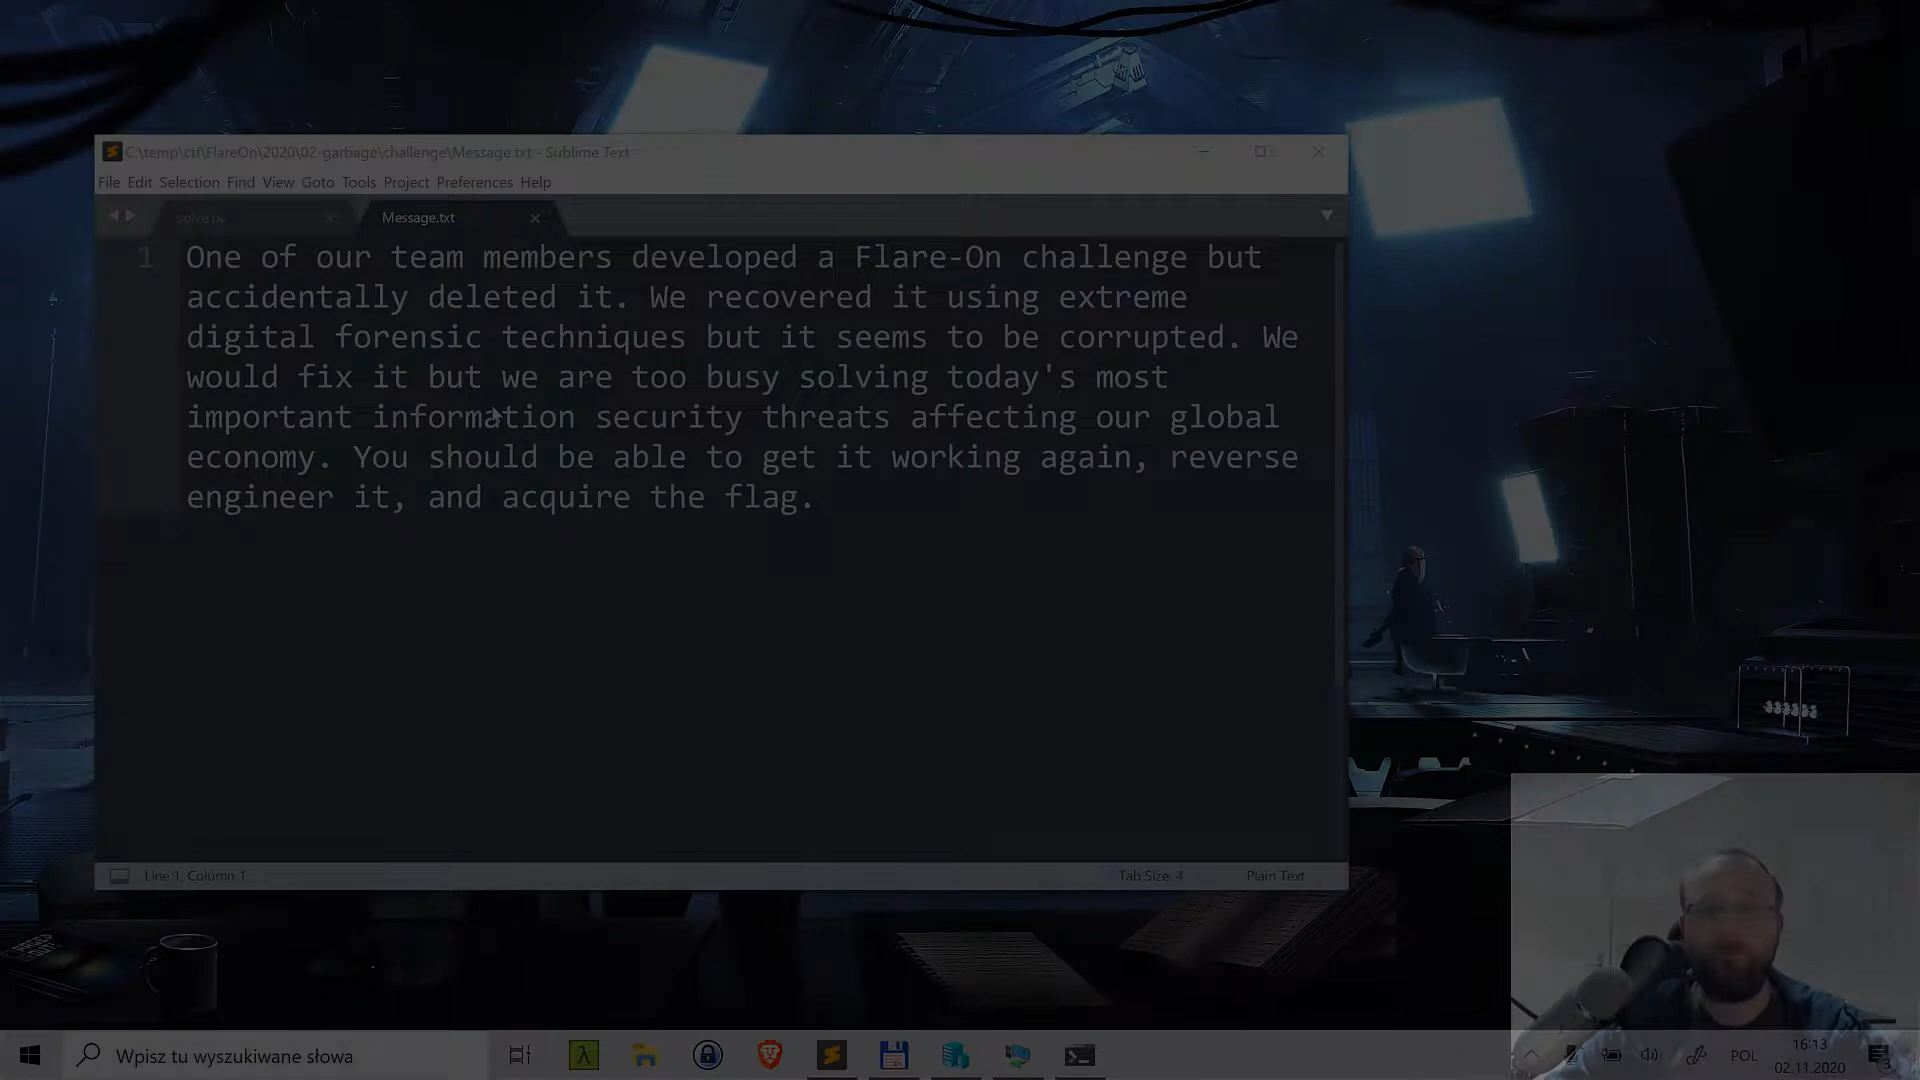 C:\temp\ctf\FlareOn\2020\02-garbage\challenge\Message.txt - Sublime Text
File Edit Selection Find View Goto Tools Project Preferences Help
solve.py
Message.txt
1
One of our team members developed a Flare-On challenge but
accidentally deleted it. We recovered it using extreme
digital forensic techniques but it seems to be corrupted. We
would fix it but we are too busy solving today's most
important information security threats affecting our global
economy. You should be able to get it working again, reverse
engineer it, and acquire the flag.
Line 1, Column 1
Tab Size: 4
Plain Text
Wpisz tu wyszukiwane słowa
POL
16:13
02.11.2020
3